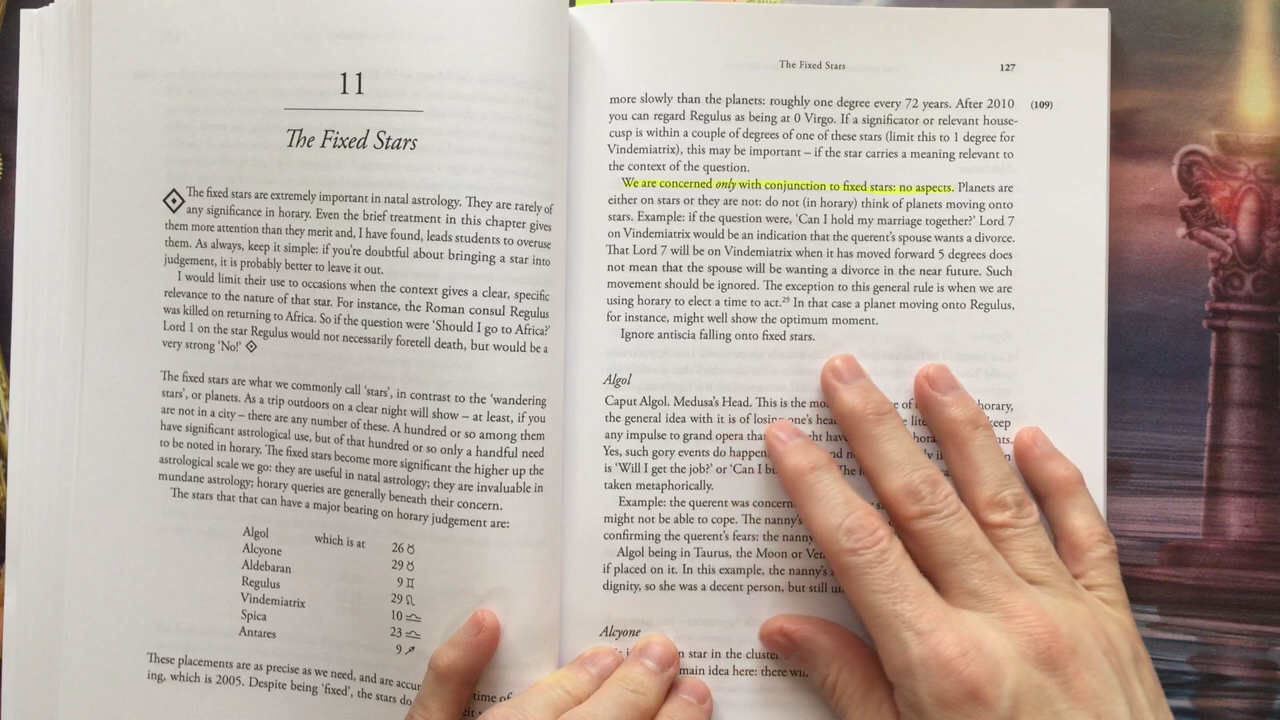 11
The Fixed Stars
The fixed stars are extremely important in natal astrology. They are rarely of
any significance in horary. Even the brief treatment in this chapter gives
them more attention than they merit and, I have found, leads students to overuse
them. As always, keep it simple: if you're doubtful about bringing a star into
judgement, it is probably better to leave it out.
I would limit their use to occasions when the context gives a clear, specific
relevance to the nature of that star. For instance, the Roman consul Regulus
was killed on returning to Africa. So if the question were 'Should I go to Africa?'
Lord 1 on the star Regulus would not necessarily foretell death, but would be a
very strong 'No!'
The fixed stars are what we commonly call 'stars', in contrast to the 'wandering
stars', or planets. As a trip outdoors on a clear night will show – at least, if you
are not in a city – there are any number of these. A hundred or so among them
have significant astrological use, but of that hundred or so only a handful need
to be noted in horary. The fixed stars become more significant the higher up the
astrological scale we go: they are useful in natal astrology; they are invaluable in
mundane astrology; horary queries are generally beneath their concern.
The stars that can have a major bearing on horary judgement are:
Algol which is at 26 ♉
Alcyone 29 ♉
Aldebaran 9 ♊
Regulus 29 ♌
Vindemiatrix 10 ♎
Spica 23 ♎
Antares 9 ♐
These placements are as precise as we need, and are accur time of
ing, which is 2005. Despite being 'fixed', the stars do
The Fixed Stars 127
more slowly than the planets: roughly one degree every 72 years. After 2010 (109)
you can regard Regulus as being at 0 Virgo. If a significator or relevant house-
cusp is within a couple of degrees of one of these stars (limit this to 1 degree for
Vindemiatrix), this may be important – if the star carries a meaning relevant to
the context of the question.
We are concerned only with conjunction to fixed stars: no aspects. Planets are
either on stars or they are not: do not (in horary) think of planets moving onto
stars. Example: if the question were, 'Can I hold my marriage together?' Lord 7
on Vindemiatrix would be an indication that the querent's spouse wants a divorce.
That Lord 7 will be on Vindemiatrix when it has moved forward 5 degrees does
not mean that the spouse will be wanting a divorce in the near future. Such
movement should be ignored. The exception to this general rule is when we are
using horary to elect a time to act.²⁹ In that case a planet moving onto Regulus,
for instance, might well show the optimum moment.
Ignore antiscia falling onto fixed stars.
Algol
Caput Algol. Medusa's Head. This is the of horary,
the general idea with it is of losing one's keep
any impulse to grand opera
Yes, such gory events do happen
is 'Will I get the job?' or 'Can I
taken metaphorically.
Example: the querent was concern
might not be able to cope. The nanny's
confirming the querent's fears: the nanny
Algol being in Taurus, the Moon or
if placed on it. In this example, the nanny's
dignity, so she was a decent person, but still
Alcyone
star in the cluste
main idea here: there